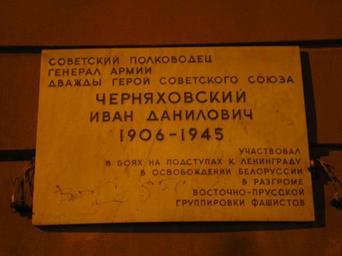 СОВЕТСКИЙ ПОЛКОВОДЕЦ
ГЕНЕРАЛ АРМИИ
ДВАЖДЫ ГЕРОЙ СОВЕТСКОГО СОЮЗА
ЧЕРНЯХОВСКИЙ
ИВАН ДАНИЛОВИЧ
1906-1945
УЧАСТВОВАЛ
В БОЯХ НА ПОДСТУПАХ К ЛЕНИНГРАДУ
В ОСВОБОЖДЕНИИ БЕЛОРУССИИ
В РАЗГРОМЕ
ВОСТОЧНО-ПРУССКОЙ
ГРУППИРОВКИ ФАШИСТОВ